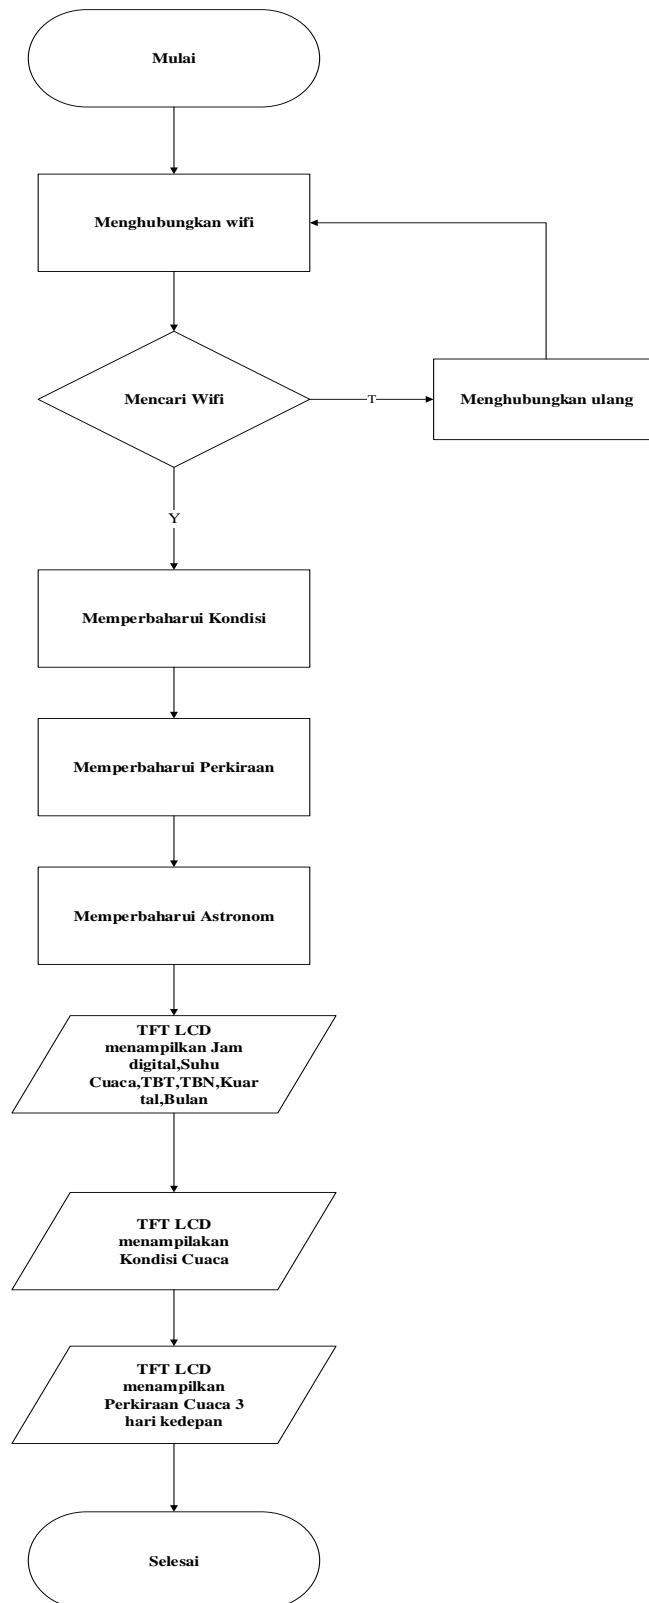 Mulai
Menghubungkan wifi
Mencari Wifi
T
Menghubungkan ulang
Y
Memperbaharui Kondisi
Memperbaharui Perkiraan
Memperbaharui Astronom
TFT LCD
menampilkan Jam
digital,Suhu
Cuaca,TBT,TBN,Kuar
tal,Bulan
TFT LCD
menampilakan
Kondisi Cuaca
TFT LCD
menampilkan
Perkiraan Cuaca 3
hari kedepan
Selesai